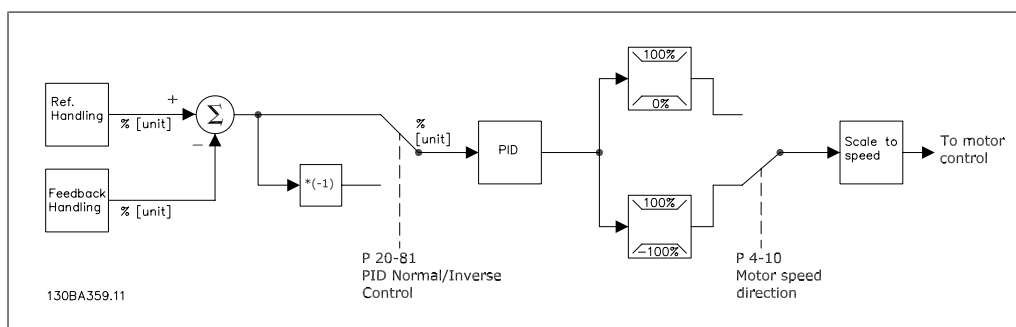 Ref.
Handling
+
% [unit]
Σ
−
Feedback
Handling
% [unit]
*(-1)
%
[unit]
P 20-81
PID Normal/Inverse
Control
PID
100%
0%
100%
−100%
P 4-10
Motor speed
direction
Scale to
speed
To motor
control
130BA359.11